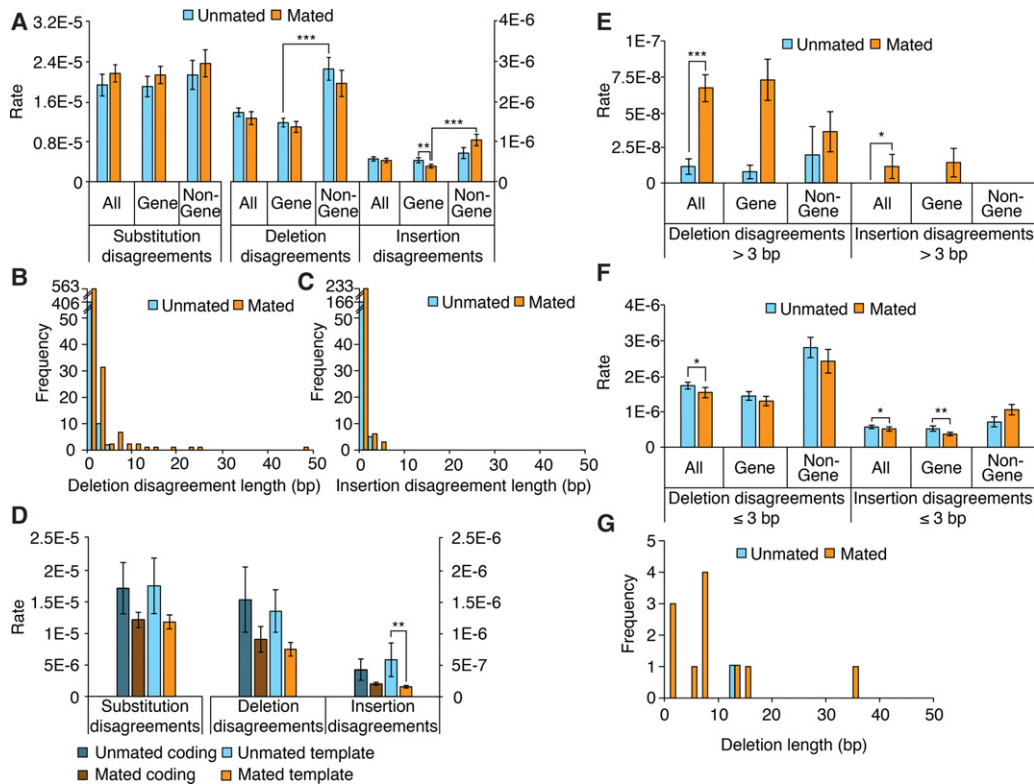 A
Unmated Mated
3.2E-5
2.4E-5
1.6E-5
0.8E-5
0
Rate
4E-6
3E-6
2E-6
1E-6
0
***
**
***
All Gene Non-Gene
All Gene Non-Gene
All Gene Non-Gene
Substitution disagreements
Deletion disagreements
Insertion disagreements
B
563
406
50
40
30
20
10
0
Frequency
Unmated Mated
0 10 20 30 40 50
Deletion disagreement length (bp)
C
233
166
50
40
30
20
10
0
Frequency
Unmated Mated
0 10 20 30 40 50
Insertion disagreement length (bp)
D
2.5E-5
2E-5
1.5E-5
1E-5
5E-6
0
Rate
2.5E-6
2E-6
1.5E-6
1E-6
5E-7
0
**
Substitution disagreements
Deletion disagreements
Insertion disagreements
Unmated coding Unmated template
Mated coding Mated template
E
Unmated Mated
1E-7
7.5E-8
5E-8
2.5E-8
0
Rate
***
*
All Gene Non-Gene
All Gene Non-Gene
Deletion disagreements > 3 bp
Insertion disagreements > 3 bp
F
4E-6
3E-6
2E-6
1E-6
0
Rate
Unmated Mated
*
*
**
All Gene Non-Gene
All Gene Non-Gene
Deletion disagreements ≤ 3 bp
Insertion disagreements ≤ 3 bp
G
5
4
3
2
1
0
Frequency
Unmated Mated
0 10 20 30 40 50
Deletion length (bp)